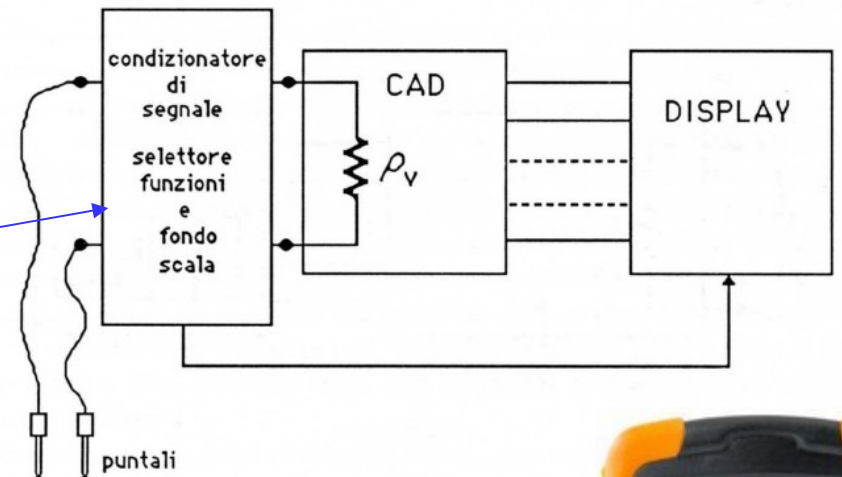 condizionatore
di
segnale
selettore
funzioni
e
fondo
scala
CAD
ρv
DISPLAY
puntali